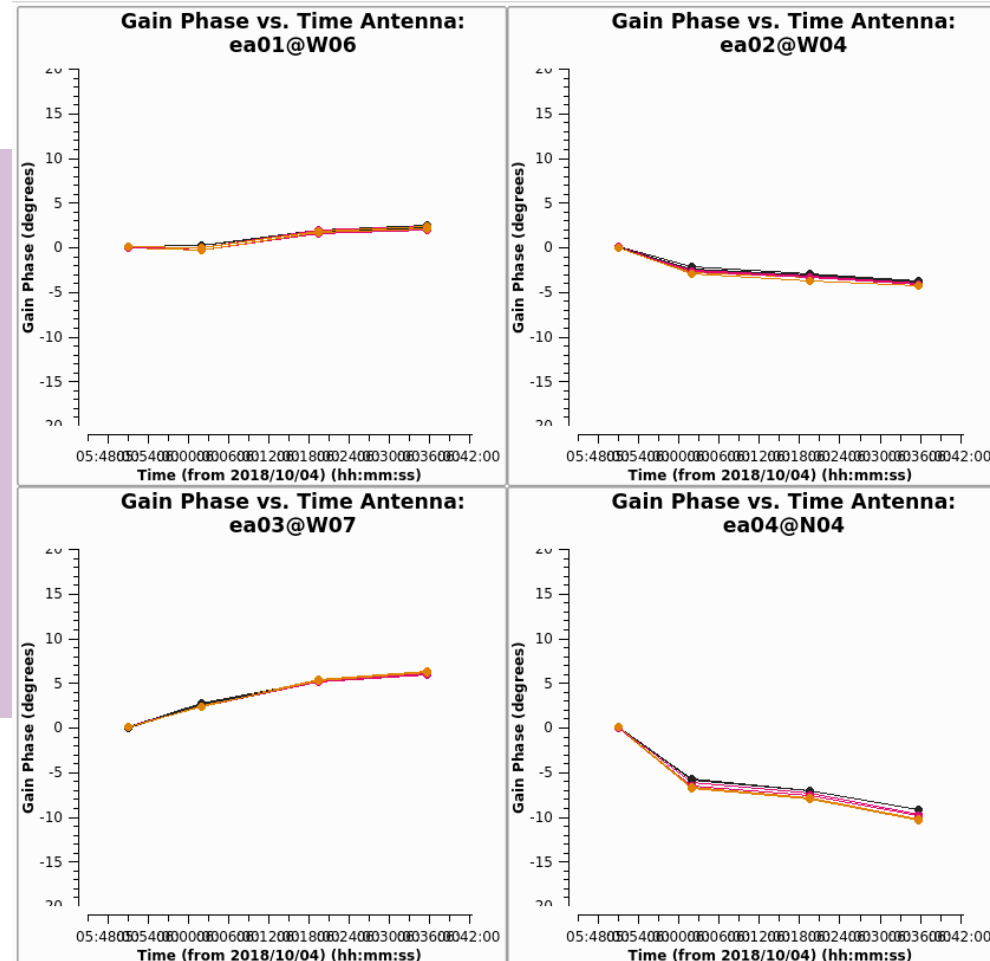 Gain Phase vs. Time Antenna:
ea01@W06
15
10
5
0
-5
-10
-15
Gain Phase (degrees)
Time (from 2018/10/04) (hh:mm:ss)
Gain Phase vs. Time Antenna:
ea02@W04
15
10
5
0
-5
-10
-15
Gain Phase (degrees)
Time (from 2018/10/04) (hh:mm:ss)
Gain Phase vs. Time Antenna:
ea03@W07
15
10
5
0
-5
-10
-15
Gain Phase (degrees)
Time (from 2018/10/04) (hh:mm:ss)
Gain Phase vs. Time Antenna:
ea04@N04
15
10
5
0
-5
-10
-15
Gain Phase (degrees)
Time (from 2018/10/04) (hh:mm:ss)